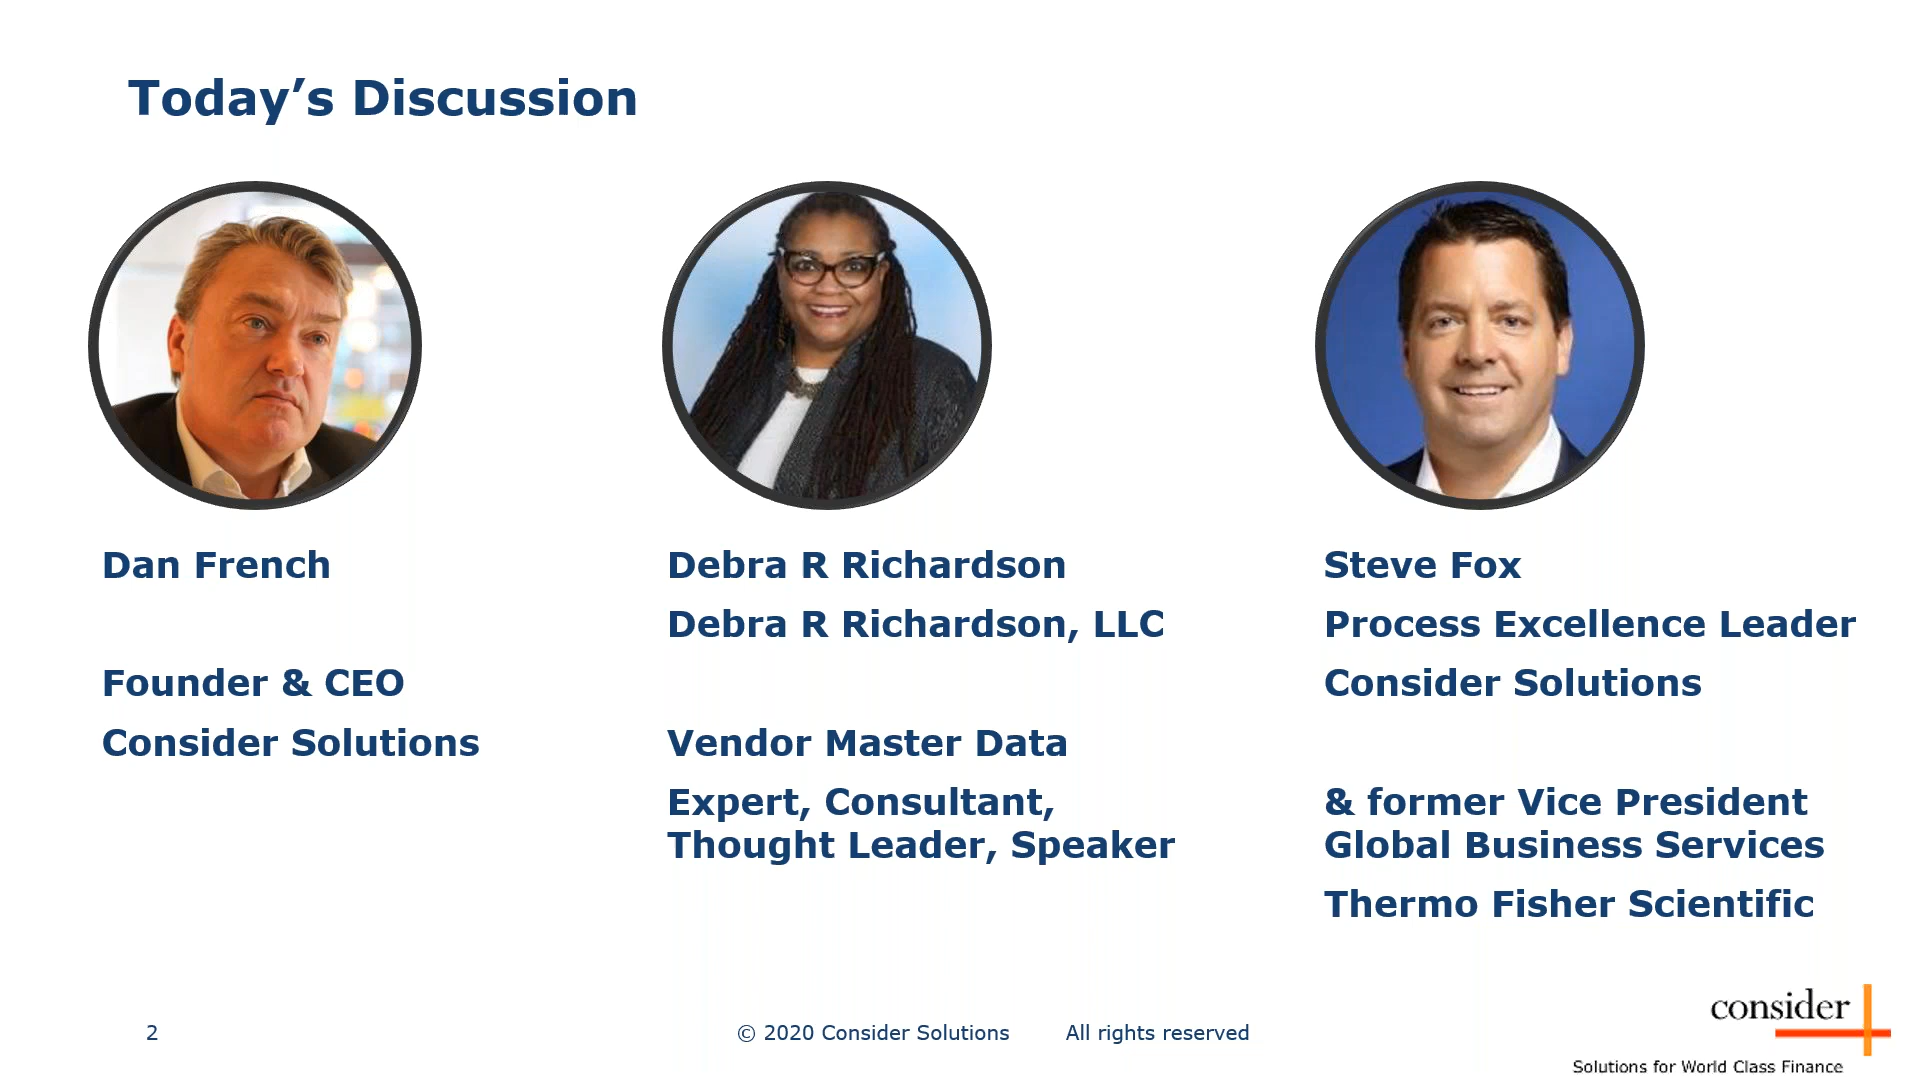 Today’s Discussion
Dan French
Founder & CEO
Consider Solutions
Debra R Richardson
Debra R Richardson, LLC
Vendor Master Data
Expert, Consultant,
Thought Leader, Speaker
Steve Fox
Process Excellence Leader
Consider Solutions
& former Vice President
Global Business Services
Thermo Fisher Scientific
2
© 2020 Consider Solutions All rights reserved
consider
Solutions for World Class Finance